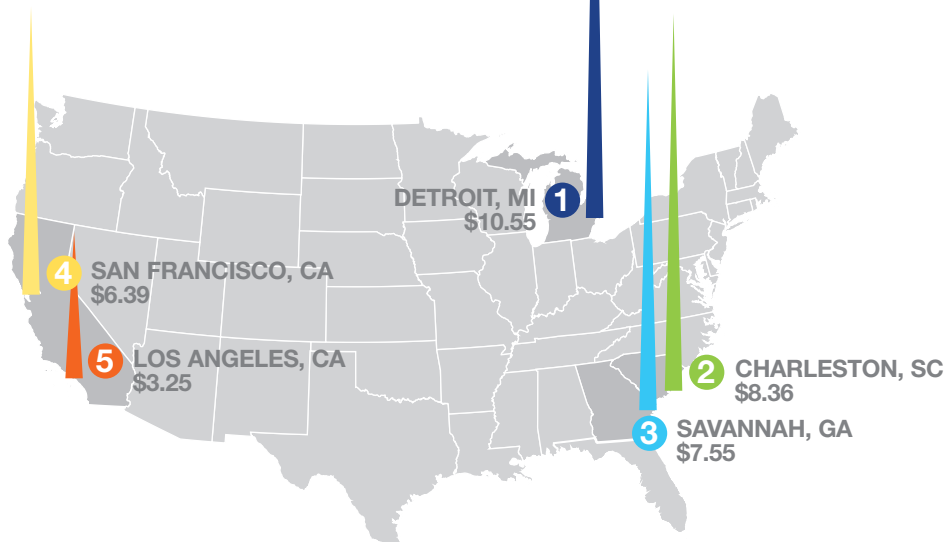 DETROIT, MI 1
$10.55
4 SAN FRANCISCO, CA
$6.39
5 LOS ANGELES, CA
$3.25
2 CHARLESTON, SC
$8.36
3 SAVANNAH, GA
$7.55